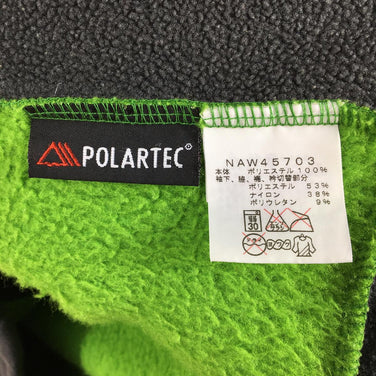 POLARTEC®
NAW45703
本体 ポリエステル100%
袖下、脇、裾、衿切替部分
ポリエステル 53%
ナイロン 38%
ポリウレタン 9%
30